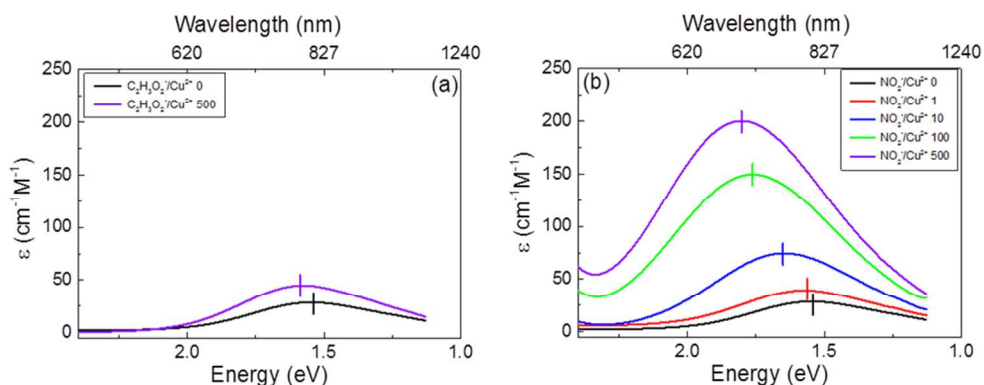 Wavelength (nm)
620 827 1240
(a)
C₂H₃O₂⁻/Cu²⁺ 0
C₂H₃O₂⁻/Cu²⁺ 500
250
200
150
100
50
0
ε (cm⁻¹M⁻¹)
2.0 1.5 1.0
Energy (eV)
Wavelength (nm)
620 827 1240
(b)
NO₂⁻/Cu²⁺ 0
NO₂⁻/Cu²⁺ 1
NO₂⁻/Cu²⁺ 10
NO₂⁻/Cu²⁺ 100
NO₂⁻/Cu²⁺ 500
250
200
150
100
50
0
ε (cm⁻¹M⁻¹)
2.0 1.5 1.0
Energy (eV)